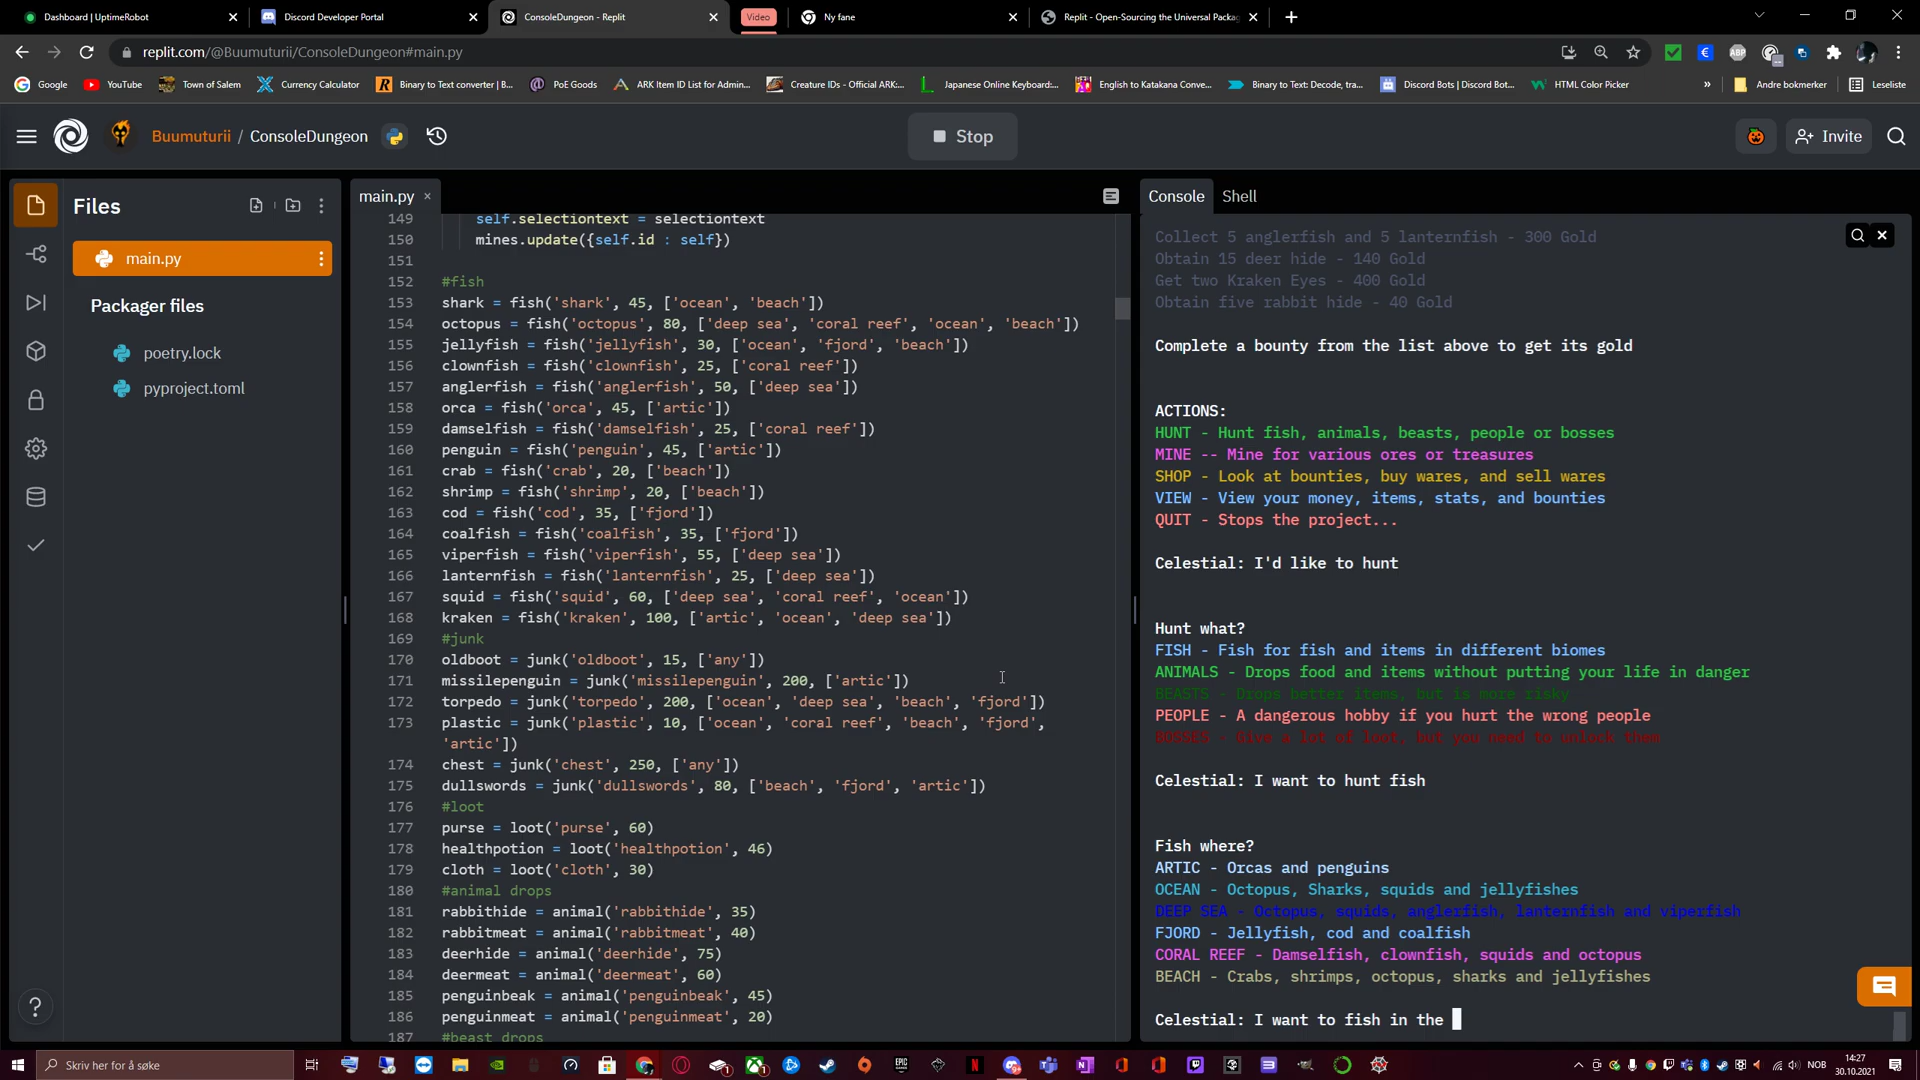 Dashboard | UptimeRobot
Discord Developer Portal
ConsoleDungeon - Replit
Video
Ny fane
Replit - Open-Sourcing the Universal Packa
replit.com/@Buumuturii/ConsoleDungeon#main.py
Google
YouTube
Town of Salem
Currency Calculator
Binary to Text converter | B...
PoE Goods
ARK Item ID List for Admin...
Creature IDs - Official ARK:...
Japanese Online Keyboard:...
English to Katakana Conve...
Binary to Text: Decode, tra...
Discord Bots | Discord Bot...
HTML Color Picker
»
Andre bokmerker
Leseliste
Buumuturii / ConsoleDungeon
Stop
Invite
Files
main.py
Packager files
poetry.lock
pyproject.toml
main.py
149 self.selectiontext = selectiontext
150 mines.update({self.id : self})
151
152 #fish
153 shark = fish('shark', 45, ['ocean', 'beach'])
154 octopus = fish('octopus', 80, ['deep sea', 'coral reef', 'ocean', 'beach'])
155 jellyfish = fish('jellyfish', 30, ['ocean', 'fjord', 'beach'])
156 clownfish = fish('clownfish', 25, ['coral reef'])
157 anglerfish = fish('anglerfish', 50, ['deep sea'])
158 orca = fish('orca', 45, ['artic'])
159 damselfish = fish('damselfish', 25, ['coral reef'])
160 penguin = fish('penguin', 45, ['artic'])
161 crab = fish('crab', 20, ['beach'])
162 shrimp = fish('shrimp', 20, ['beach'])
163 cod = fish('cod', 35, ['fjord'])
164 coalfish = fish('coalfish', 35, ['fjord'])
165 viperfish = fish('viperfish', 55, ['deep sea'])
166 lanternfish = fish('lanternfish', 25, ['deep sea'])
167 squid = fish('squid', 60, ['deep sea', 'coral reef', 'ocean'])
168 kraken = fish('kraken', 100, ['artic', 'ocean', 'deep sea'])
169 #junk
170 oldboot = junk('oldboot', 15, ['any'])
171 missilepenguin = junk('missilepenguin', 200, ['artic'])
172 torpedo = junk('torpedo', 200, ['ocean', 'deep sea', 'beach', 'fjord'])
173 plastic = junk('plastic', 10, ['ocean', 'coral reef', 'beach', 'fjord',
'artic'])
174 chest = junk('chest', 250, ['any'])
175 dullswords = junk('dullswords', 80, ['beach', 'fjord', 'artic'])
176 #loot
177 purse = loot('purse', 60)
178 healthpotion = loot('healthpotion', 46)
179 cloth = loot('cloth', 30)
180 #animal drops
181 rabbithide = animal('rabbithide', 35)
182 rabbitmeat = animal('rabbitmeat', 40)
183 deerhide = animal('deerhide', 75)
184 deermeat = animal('deermeat', 60)
185 penguinbeak = animal('penguinbeak', 45)
186 penguinmeat = animal('penguinmeat', 20)
187 #beast drops
Console
Shell
Collect 5 anglerfish and 5 lanternfish - 300 Gold
Obtain 15 deer hide - 140 Gold
Get two Kraken Eyes - 400 Gold
Obtain five rabbit hide - 40 Gold
Complete a bounty from the list above to get its gold
ACTIONS:
HUNT - Hunt fish, animals, beasts, people or bosses
MINE -- Mine for various ores or treasures
SHOP - Look at bounties, buy wares, and sell wares
VIEW - View your money, items, stats, and bounties
QUIT - Stops the project...
Celestial: I'd like to hunt
Hunt what?
FISH - Fish for fish and items in different biomes
ANIMALS - Drops food and items without putting your life in danger
BEASTS - Drops better items, but is more risky
PEOPLE - A dangerous hobby if you hurt the wrong people
BOSSES - Give a lot of loot, but you need to unlock them
Celestial: I want to hunt fish
Fish where?
ARTIC - Orcas and penguins
OCEAN - Octopus, Sharks, squids and jellyfishes
DEEP SEA - Octopus, squids, anglerfish, lanternfish and viperfish
FJORD - Jellyfish, cod and coalfish
CORAL REEF - Damselfish, clownfish, squids and octopus
BEACH - Crabs, shrimps, octopus, sharks and jellyfishes
Celestial: I want to fish in the
?
Skriv her for å søke
NOB
14:27
30.10.2021